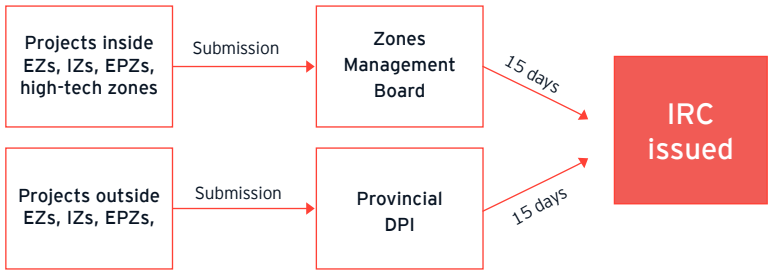 Projects inside
EZs, IZs, EPZs,
high-tech zones
Submission
Zones
Management
Board
15 days
IRC
issued
Projects outside
EZs, IZs, EPZs,
Submission
Provincial
DPI
15 days